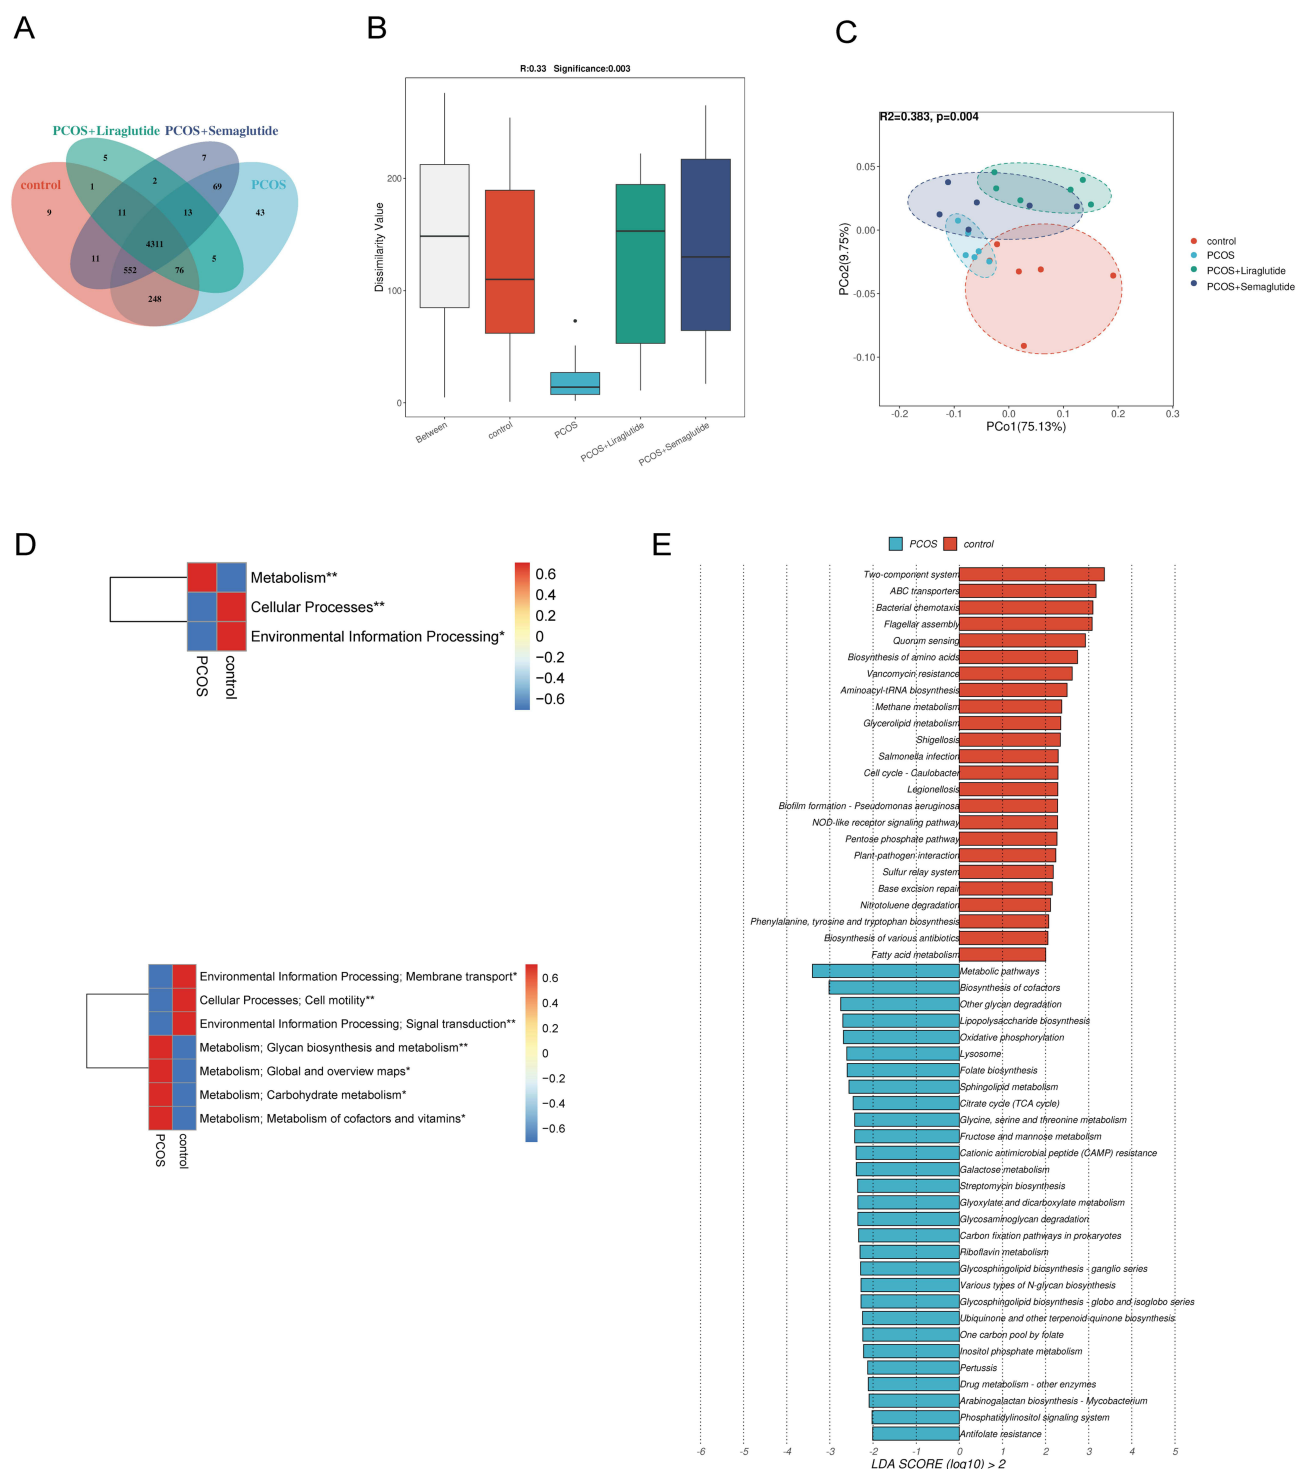 A
B
C
PCOS+Liraglutide PCOS+Semaglutide
control
PCOS
5
7
1
2
69
9
11
13
43
4311
11
552
76
5
248
R:0.33 Significance:0.003
Dissimilarity Value
200
100
0
Between
control
PCOS
PCOS+Liraglutide
PCOS+Semaglutide
R2=0.383, p=0.004
PCo2(9.75%)
0.05
0.00
-0.05
-0.10
-0.2
-0.1
0.0
0.1
0.2
0.3
PCo1(75.13%)
control
PCOS
PCOS+Liraglutide
PCOS+Semaglutide
D
Metabolism**
Cellular Processes**
Environmental Information Processing*
PCOS
control
0.6
0.4
0.2
0
−0.2
−0.4
−0.6
Environmental Information Processing; Membrane transport*
Cellular Processes; Cell motility**
Environmental Information Processing; Signal transduction**
Metabolism; Glycan biosynthesis and metabolism**
Metabolism; Global and overview maps*
Metabolism; Carbohydrate metabolism*
Metabolism; Metabolism of cofactors and vitamins*
PCOS
control
0.6
0.4
0.2
0
−0.2
−0.4
−0.6
E
PCOS
control
Two-component system
ABC transporters
Bacterial chemotaxis
Flagellar assembly
Quorum sensing
Biosynthesis of amino acids
Vancomycin resistance
Aminoacyl-tRNA biosynthesis
Methane metabolism
Glycerolipid metabolism
Shigellosis
Salmonella infection
Cell cycle - Caulobacter
Legionellosis
Biofilm formation - Pseudomonas aeruginosa
NOD-like receptor signaling pathway
Pentose phosphate pathway
Plant-pathogen interaction
Sulfur relay system
Base excision repair
Nitrotoluene degradation
Phenylalanine, tyrosine and tryptophan biosynthesis
Biosynthesis of various antibiotics
Fatty acid metabolism
Metabolic pathways
Biosynthesis of cofactors
Other glycan degradation
Lipopolysaccharide biosynthesis
Oxidative phosphorylation
Lysosome
Folate biosynthesis
Sphingolipid metabolism
Citrate cycle (TCA cycle)
Glycine, serine and threonine metabolism
Fructose and mannose metabolism
Cationic antimicrobial peptide (CAMP) resistance
Galactose metabolism
Streptomycin biosynthesis
Glyoxylate and dicarboxylate metabolism
Glycosaminoglycan degradation
Carbon fixation pathways in prokaryotes
Riboflavin metabolism
Glycosphingolipid biosynthesis - ganglio series
Various types of N-glycan biosynthesis
Glycosphingolipid biosynthesis - globo and isoglobo series
Ubiquinone and other terpenoid-quinone biosynthesis
One carbon pool by folate
Inositol phosphate metabolism
Pertussis
Drug metabolism - other enzymes
Arabinogalactan biosynthesis - Mycobacterium
Phosphatidylinositol signaling system
Antifolate resistance
-6
-5
-4
-3
-2
-1
0
1
2
3
4
5
LDA SCORE (log10) > 2